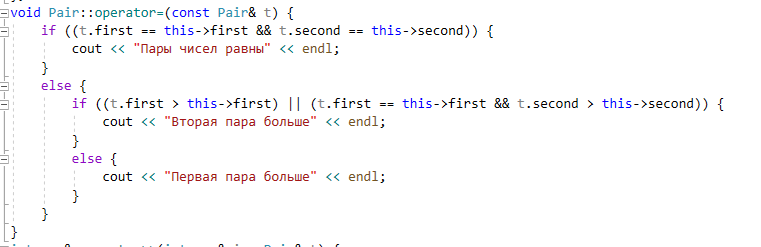 void Pair::operator=(const Pair& t) {
    if ((t.first == this->first && t.second == this->second)) {
        cout << "Пары чисел равны" << endl;
    }
    else {
        if ((t.first > this->first) || (t.first == this->first && t.second > this->second)) {
            cout << "Вторая пара больше" << endl;
        }
        else {
            cout << "Первая пара больше" << endl;
        }
    }
}